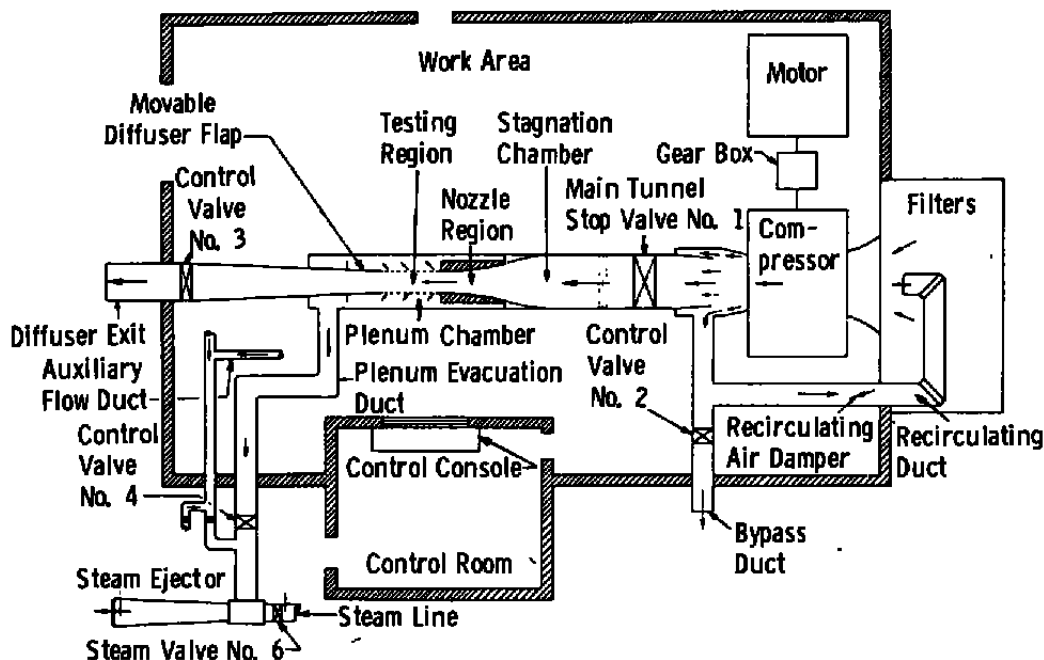 Work Area
Motor
Movable
Diffuser Flap
Testing
Region
Stagnation
Chamber
Gear Box
Control
Valve
No. 3
Nozzle
Region
Main Tunnel
Stop Valve No. 1
Com-
pressor
Filters
Diffuser Exit
Plenum Chamber
Auxiliary
Flow Duct
Plenum Evacuation
Duct
Control
Valve
No. 2
Control
Valve
No. 4
Control Console
Recirculating
Air Damper
Recirculating
Duct
Bypass
Duct
Control Room
Steam Ejector
Steam Line
Steam Valve No. 6